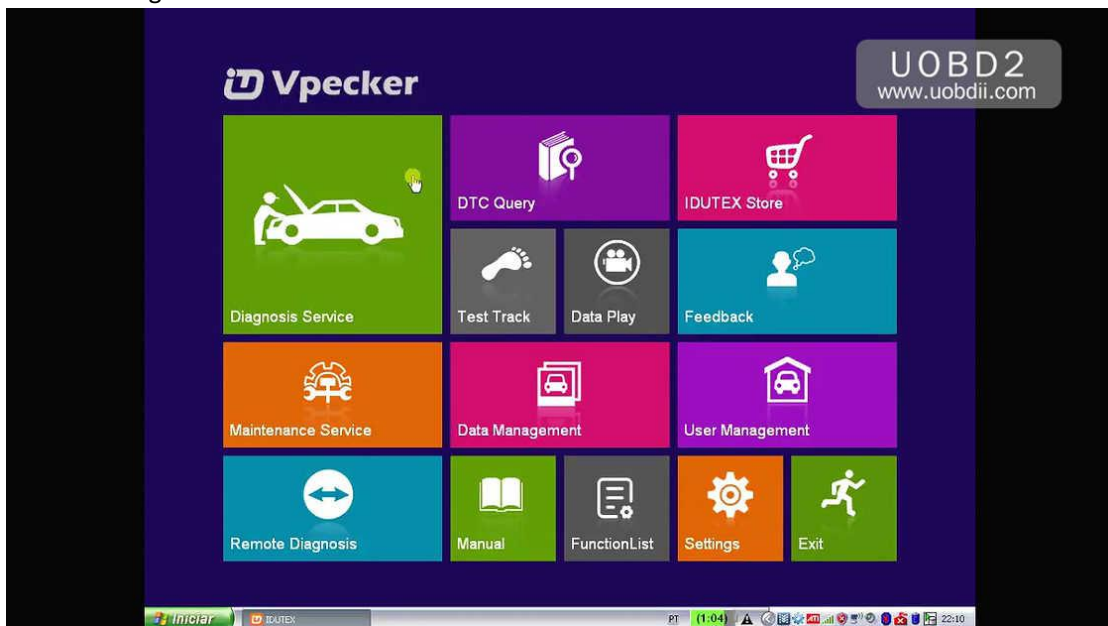 UOBD2
www.uobdii.com
Vpecker
DTC Query
IDUTEX Store
Diagnosis Service
Test Track
Data Play
Feedback
Maintenance Service
Data Management
User Management
Remote Diagnosis
Manual
FunctionList
Settings
Exit
Iniciar
IDUTEX
PT
(1:04)
ATI
22:10